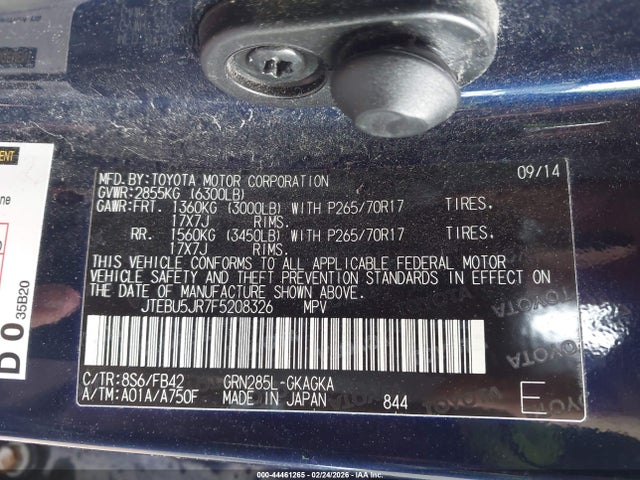 MFD.BY:TOYOTA MOTOR CORPORATION 09/14
GVWR:2855KG (6300LB)
GAWR:FRT. 1360KG (3000LB) WITH P265/70R17 TIRES.
17X7J RIMS.
RR. 1560KG (3450LB) WITH P265/70R17 TIRES.
17X7J RIMS.
THIS VEHICLE CONFORMS TO ALL APPLICABLE FEDERAL MOTOR
VEHICLE SAFETY AND THEFT PREVENTION STANDARDS IN EFFECT ON
THE DATE OF MANUFACTURE SHOWN ABOVE.
JTEBU5JR7F5208326 MPV
C/TR:8S6/FB42 GRN285L-GKAGKA
A/TM:A01A/A750F MADE IN JAPAN 844 E
TOYOTA
TOYOTA
TOYOTA
D 0
35B20
000-44461265 - 02/24/2026 - IAA Holdings, LLC